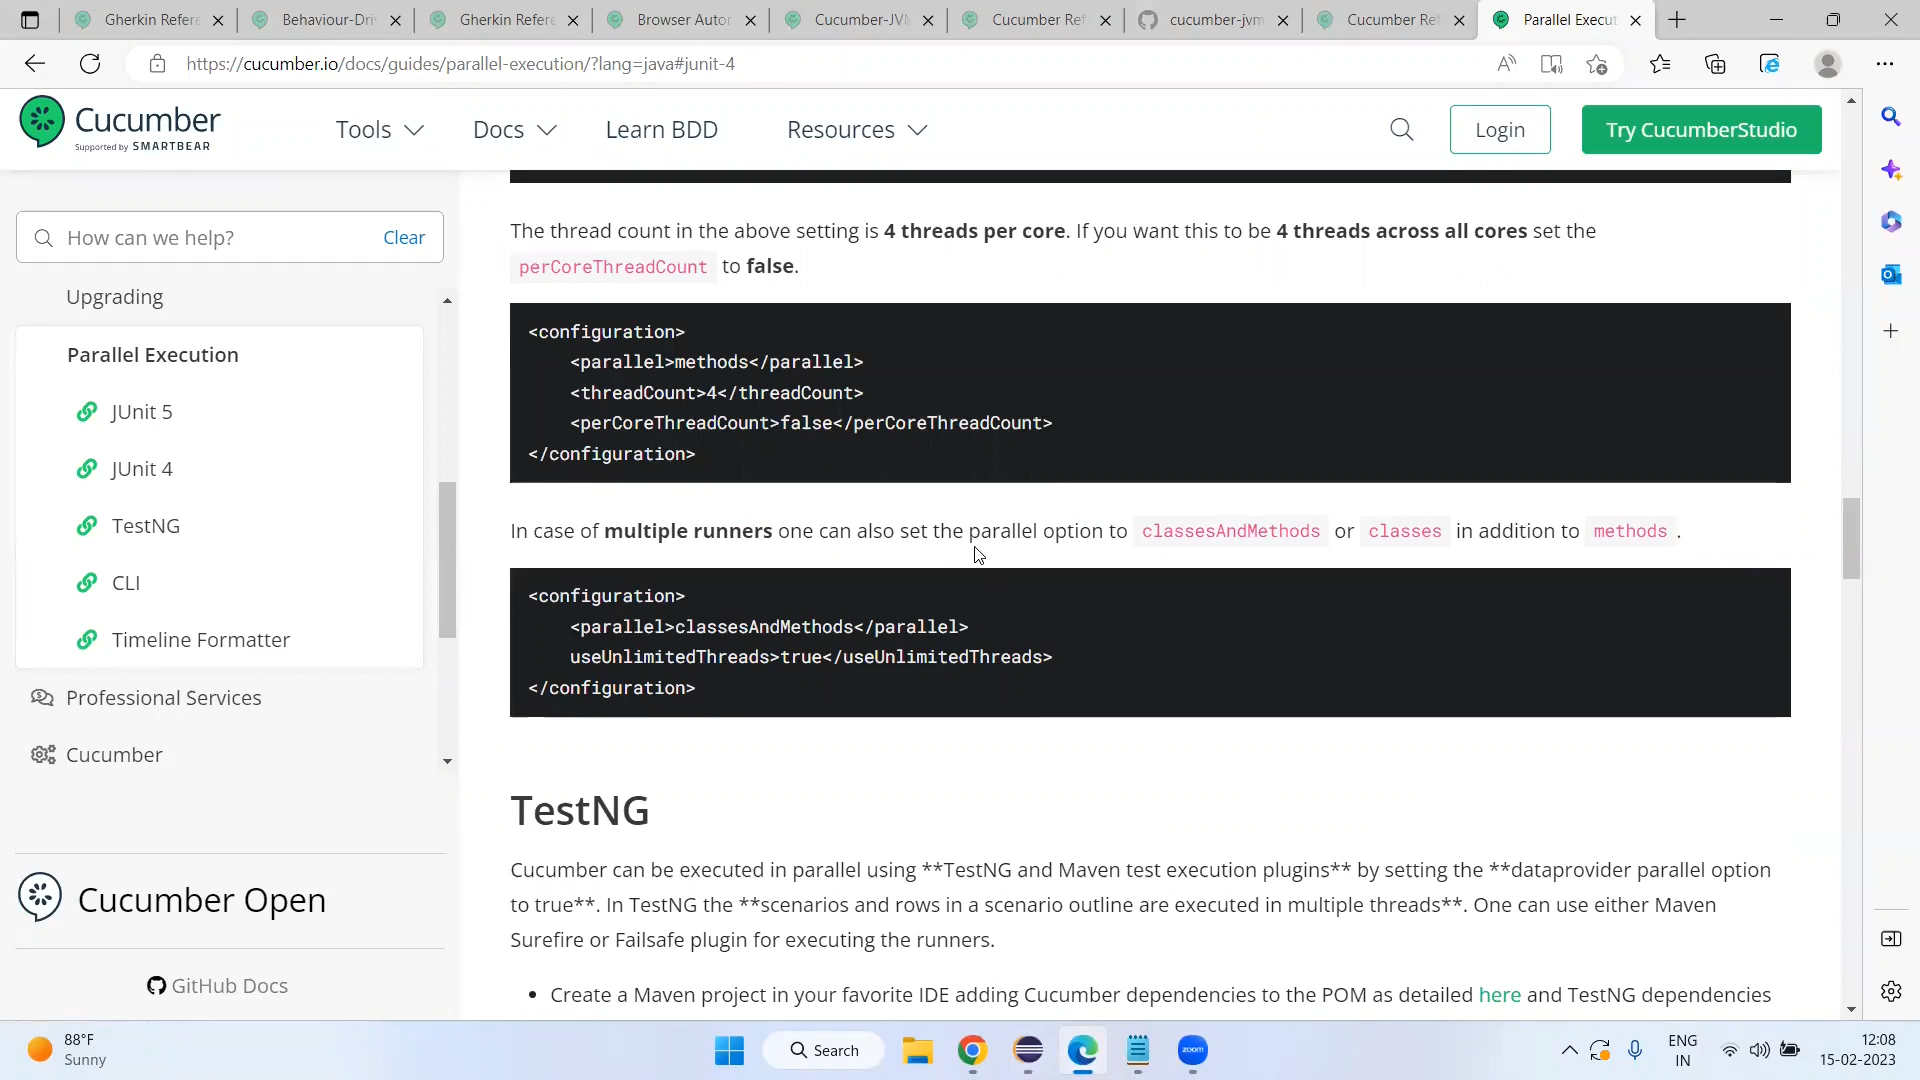 Gherkin Refere
Behaviour-Dri
Gherkin Refere
Browser Autor
Cucumber-JVM
Cucumber Ref
cucumber-jvm
Cucumber Ref
Parallel Execut
https://cucumber.io/docs/guides/parallel-execution/?lang=java#junit-4
Cucumber
Supported by SMARTBEAR
Tools
Docs
Learn BDD
Resources
Login
Try CucumberStudio
How can we help?
Clear
Upgrading
Parallel Execution
JUnit 5
JUnit 4
TestNG
CLI
Timeline Formatter
Professional Services
Cucumber
Cucumber Open
GitHub Docs
The thread count in the above setting is 4 threads per core. If you want this to be 4 threads across all cores set the
perCoreThreadCount to false.
<configuration>
<parallel>methods</parallel>
<threadCount>4</threadCount>
<perCoreThreadCount>false</perCoreThreadCount>
</configuration>
In case of multiple runners one can also set the parallel option to classesAndMethods or classes in addition to methods .
<configuration>
<parallel>classesAndMethods</parallel>
useUnlimitedThreads>true</useUnlimitedThreads>
</configuration>
TestNG
Cucumber can be executed in parallel using **TestNG and Maven test execution plugins** by setting the **dataprovider parallel option
to true**. In TestNG the **scenarios and rows in a scenario outline are executed in multiple threads**. One can use either Maven
Surefire or Failsafe plugin for executing the runners.
• Create a Maven project in your favorite IDE adding Cucumber dependencies to the POM as detailed here and TestNG dependencies
88°F
Sunny
Search
zoom
ENG
IN
12:08
15-02-2023